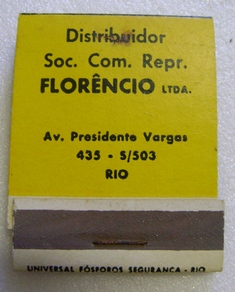 Distribuidor
Soc. Com. Repr.
FLORÊNCIO LTDA.
Av. Presidente Vargas
435 - S/503
RIO
UNIVERSAL FÓSFOROS SEGURANÇA - RIO